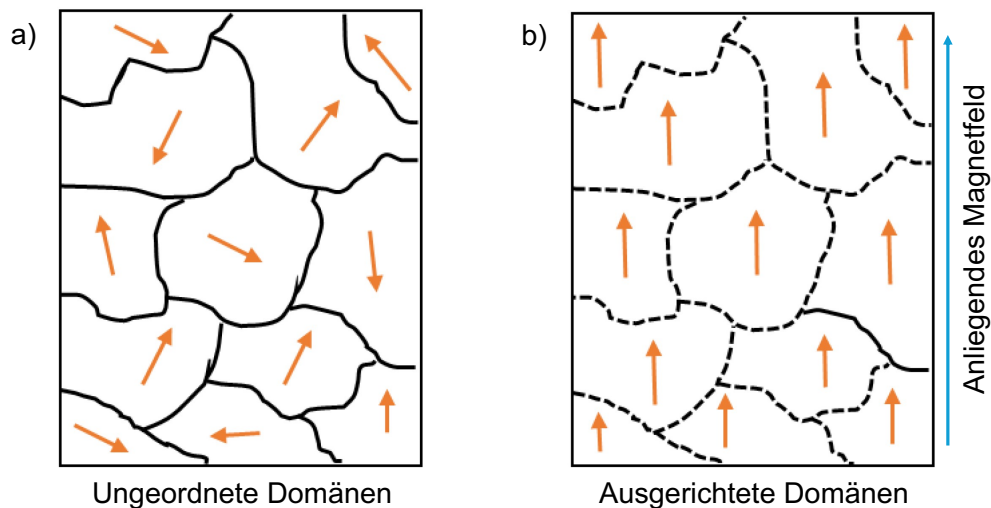 a)
Ungeordnete Domänen
b)
Anliegendes Magnetfeld
Ausgerichtete Domänen